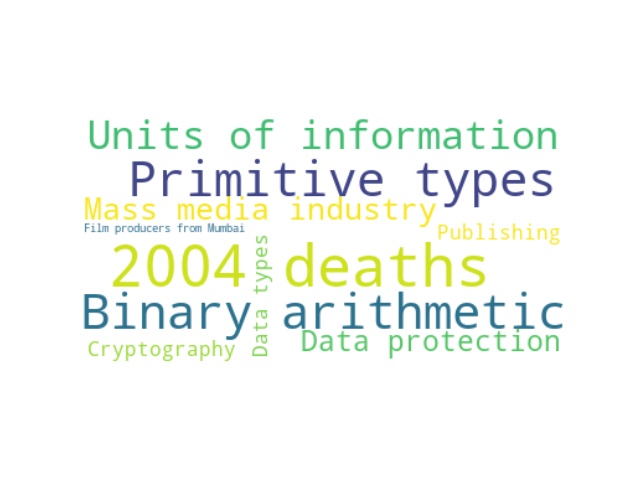 Units of information
Primitive types
Mass media industry
Film producers from Mumbai
Publishing
2004 deaths
Data types
Binary arithmetic
Data protection
Cryptography